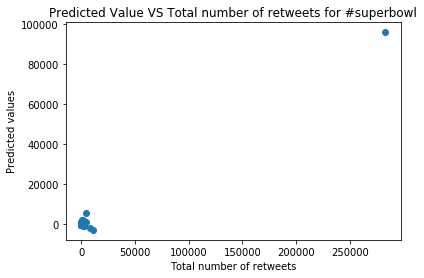 Predicted Value VS Total number of retweets for #superbowl
100000
80000
60000
40000
20000
0
Predicted values
0 50000 100000 150000 200000 250000
Total number of retweets